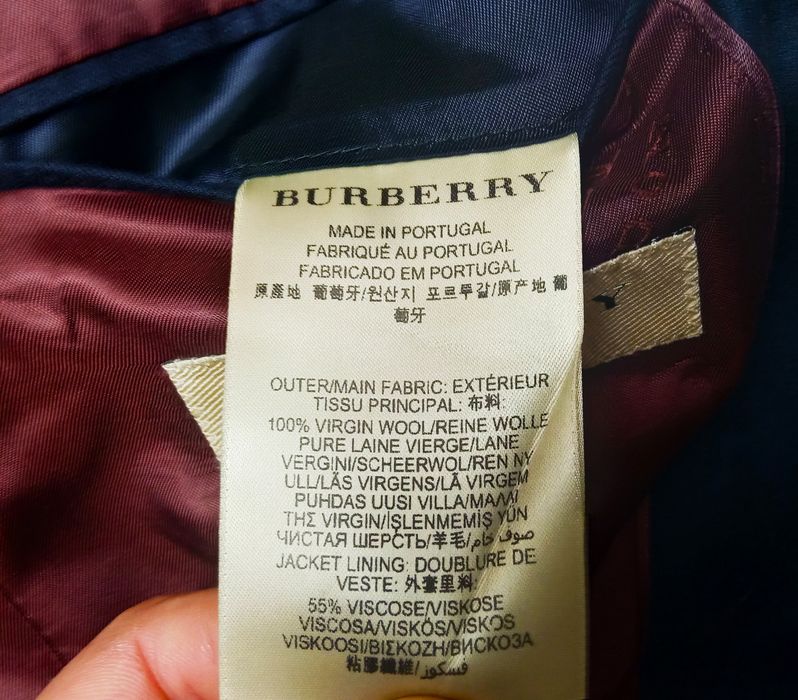 BURBERRY
MADE IN PORTUGAL
FABRIQUÉ AU PORTUGAL
FABRICADO EM PORTUGAL
原產地 葡萄牙/원산지 포르투갈/原产地 葡
萄牙
Y
OUTER/MAIN FABRIC: EXTÉRIEUR
TISSU PRINCIPAL: 布料:
100% VIRGIN WOOL/REINE WOLLE
PURE LAINE VIERGE/LANE
VERGINI/SCHEERWOL/REN NY
ULL/LÃS VIRGENS/LÃ VIRGEM
PUHDAS UUSI VILLA/ΜΑΛΛΙ
ΤΗΣ VIRGIN/İŞLENMEMİŞ YÜN
ЧИСТАЯ ШЕРСТЬ/羊毛/صوف خام
JACKET LINING: DOUBLURE DE
VESTE: 外套里料:
55% VISCOSE/VISKOSE
VISCOSA/VISKÓS/VISKOS
VISKOOSI/ΒΙΣΚΟΖΗ/ВИСКОЗА
粘膠纖維/فسكوز